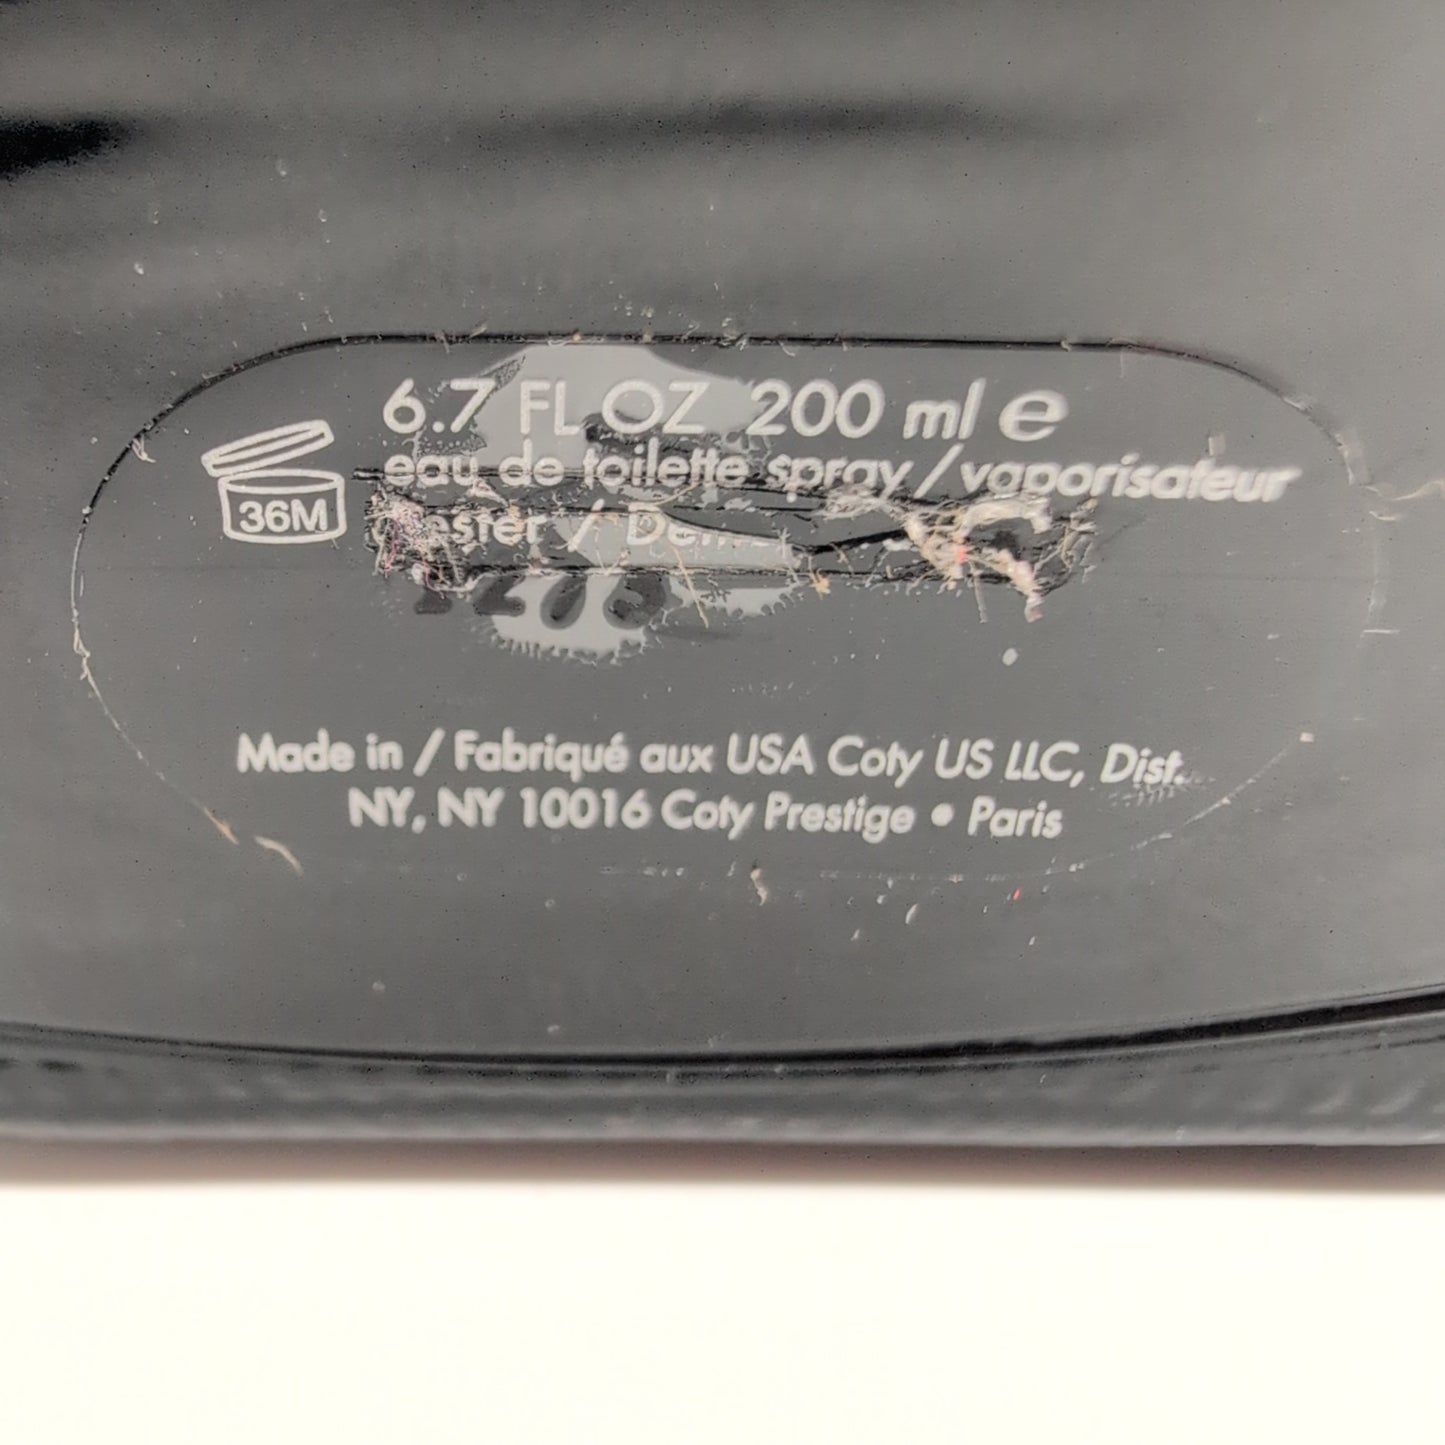 6.7 FL OZ 200 ml e
eau de toilette spray / vaporisateur
36M
/
Made in / Fabriqué aux USA Coty US LLC, Dist.
NY, NY 10016 Coty Prestige • Paris